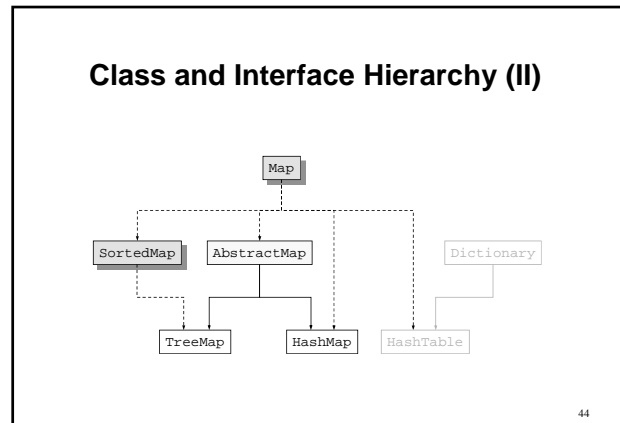 Class and Interface Hierarchy (II)
Map
SortedMap
AbstractMap
Dictionary
TreeMap
HashMap
HashTable
44